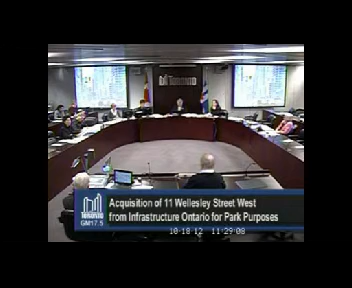 TORONTO
Acquisition of 11 Wellesley Street West
from Infrastructure Ontario for Park Purposes
TORONTO
GM17.5
10-18 12 11:29:08